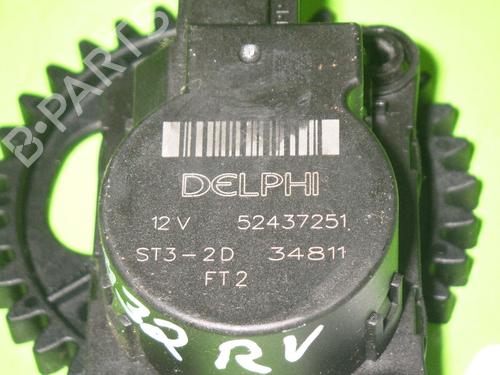 DELPHI
12 V 52437251
ST3-2D 34811
FT2
RV
B-PARTS